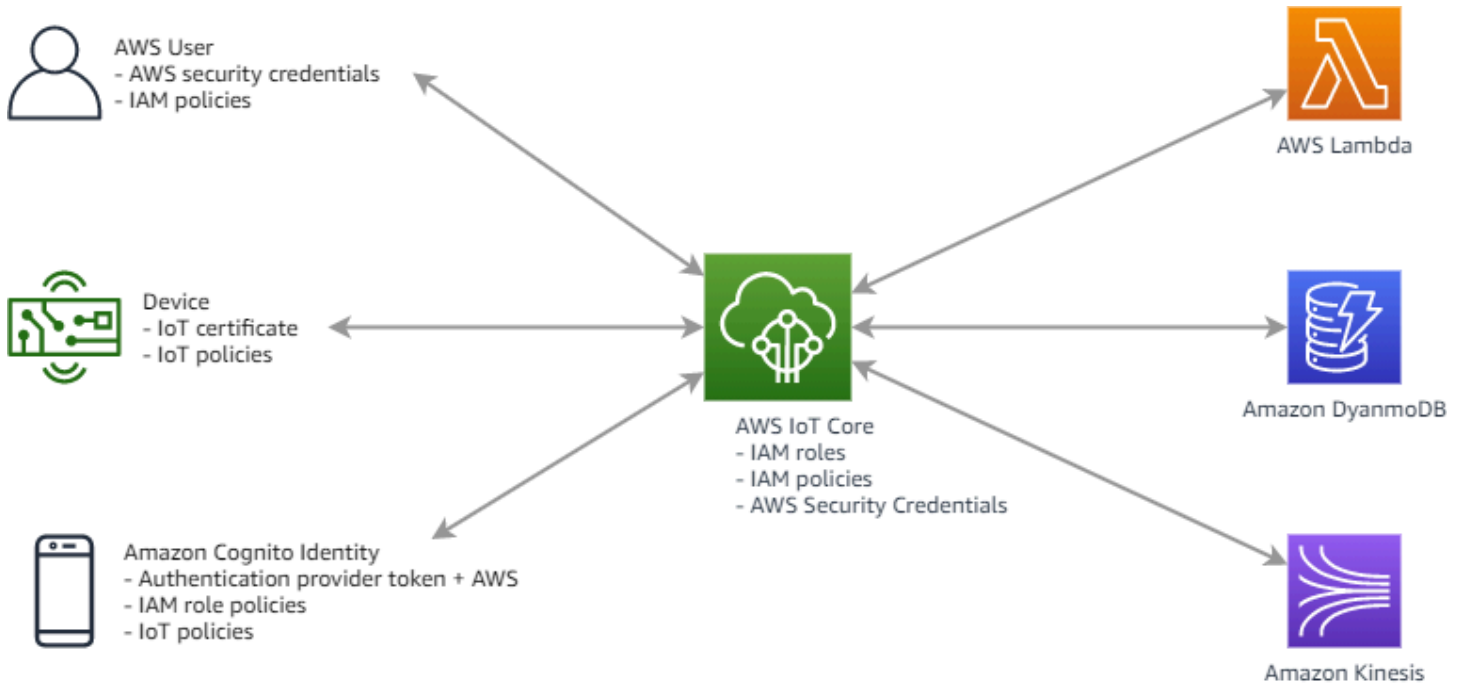 AWS User
- AWS security credentials
- IAM policies
AWS Lambda
Device
- IoT certificate
- IoT policies
Amazon DyanmoDB
AWS IoT Core
- IAM roles
- IAM policies
- AWS Security Credentials
Amazon Cognito Identity
- Authentication provider token + AWS
- IAM role policies
- IoT policies
Amazon Kinesis